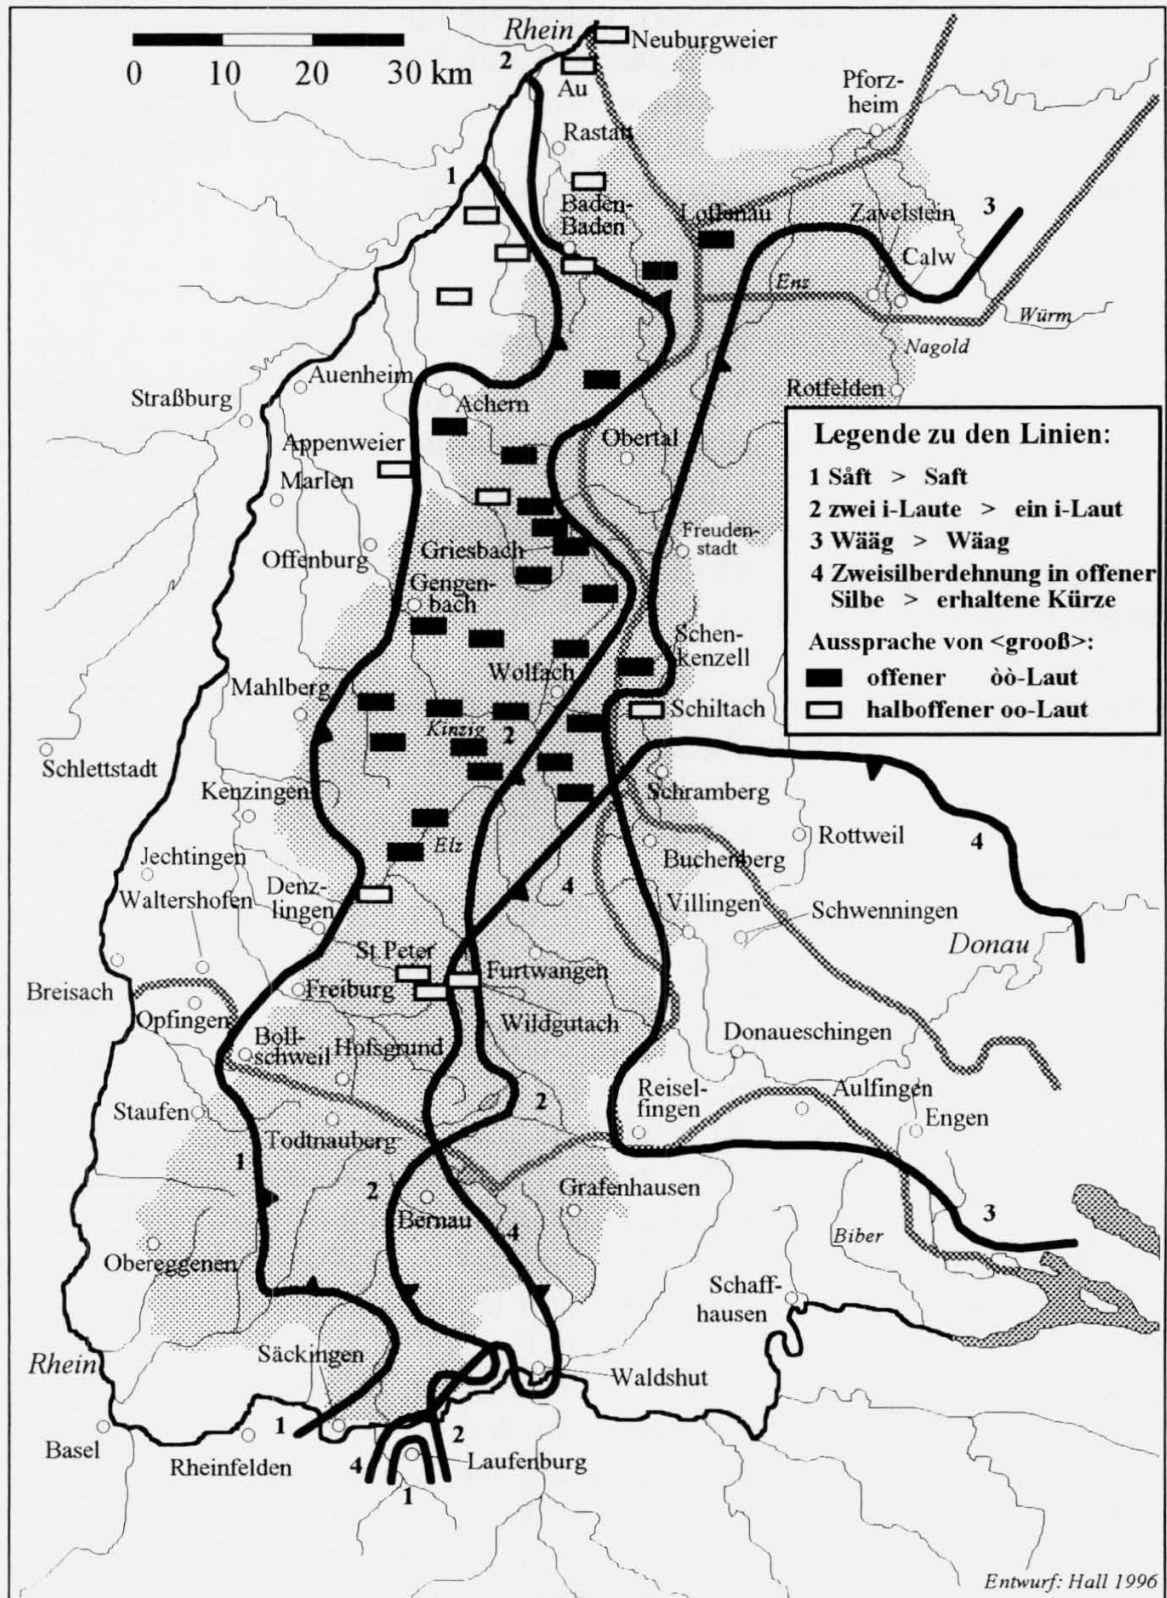 Rhein
Neuburgweier
0 10 20 30 km
2
Au
Pforz-
heim
Rastatt
1
Baden-
Baden
Loffenau
Zavelstein
3
Calw
Enz
Würm
Nagold
Auenheim
Straßburg
Achern
Rotfelden
Appenweier
Obertal
Marlen
Legende zu den Linien:
1 Såft > Saft
2 zwei i-Laute > ein i-Laut
3 Wääg > Wäag
4 Zweisilberdehnung in offener
Silbe > erhaltene Kürze
Aussprache von <grooß>:
offener òò-Laut
halboffener oo-Laut
Offenburg
Griesbach
Freuden-
stadt
Gengen-
bach
Schen-
kenzell
Wolfach
Mahlberg
Schiltach
Kinzig
2
Schlettstadt
Kenzingen
Schramberg
Rottweil
4
Elz
Jechtingen
Buchenberg
Denz-
lingen
4
Waltershofen
Villingen
Schwenningen
Donau
St Peter
Furtwangen
Breisach
Freiburg
Opfingen
Wildgutach
Boll-
schweil
Hofsgrund
Donaueschingen
Reisel-
fingen
Aulfingen
Staufen
2
Engen
Todtnauberg
1
2
Grafenhausen
Bernau
4
3
Biber
Obereggenen
Schaff-
hausen
Säckingen
Rhein
Waldshut
1
2
Basel
Rheinfelden
4
Laufenburg
1
Entwurf: Hall 1996